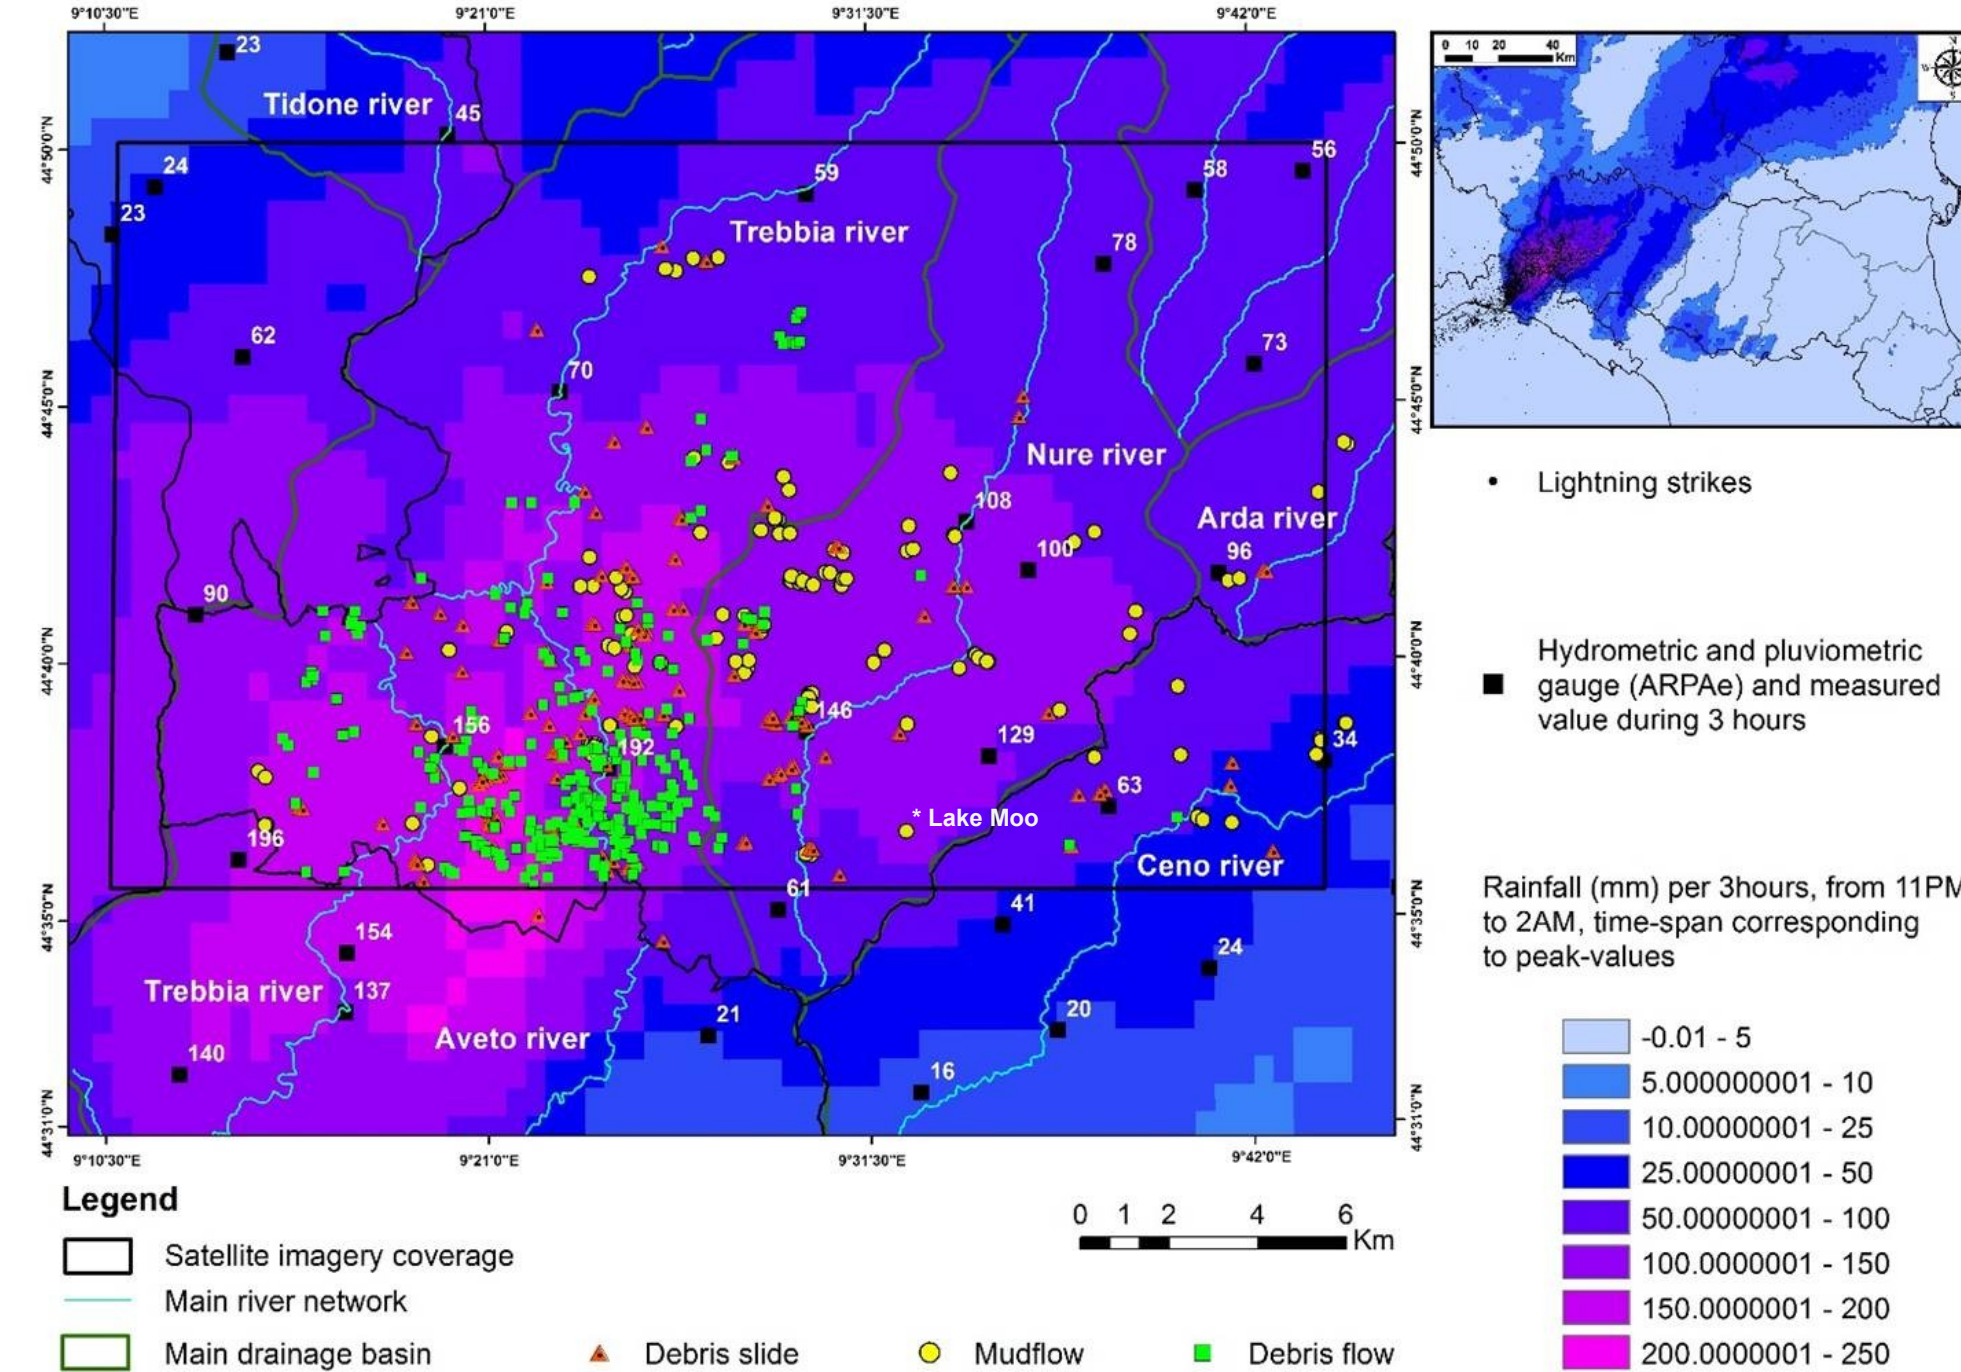 9°10'30"E
9°21'0"E
9°31'30"E
9°42'0"E
0 10 20 40
Km
W
S
23
Tidone river
45
44°50'0"N
44°50'0"N
24
59
58
56
23
Trebbia river
78
62
70
73
44°45'0"N
44°45'0"N
Nure river
108
Arda river
100
96
90
44°40'0"N
44°40'0"N
146
156
192
129
34
63
* Lake Moo
196
Ceno river
61
41
44°35'0"N
44°35'0"N
154
24
Trebbia river
137
21
20
Aveto river
140
16
44°31'0"N
44°31'0"N
9°10'30"E
9°21'0"E
9°31'30"E
9°42'0"E
Lightning strikes
Hydrometric and pluviometric
gauge (ARPAe) and measured
value during 3 hours
Rainfall (mm) per 3hours, from 11PM
to 2AM, time-span corresponding
to peak-values
-0.01 - 5
5.000000001 - 10
10.00000001 - 25
25.00000001 - 50
50.00000001 - 100
100.0000001 - 150
150.0000001 - 200
200.0000001 - 250
Legend
Satellite imagery coverage
Main river network
Main drainage basin
Debris slide
Mudflow
Debris flow
0 1 2 4 6
Km